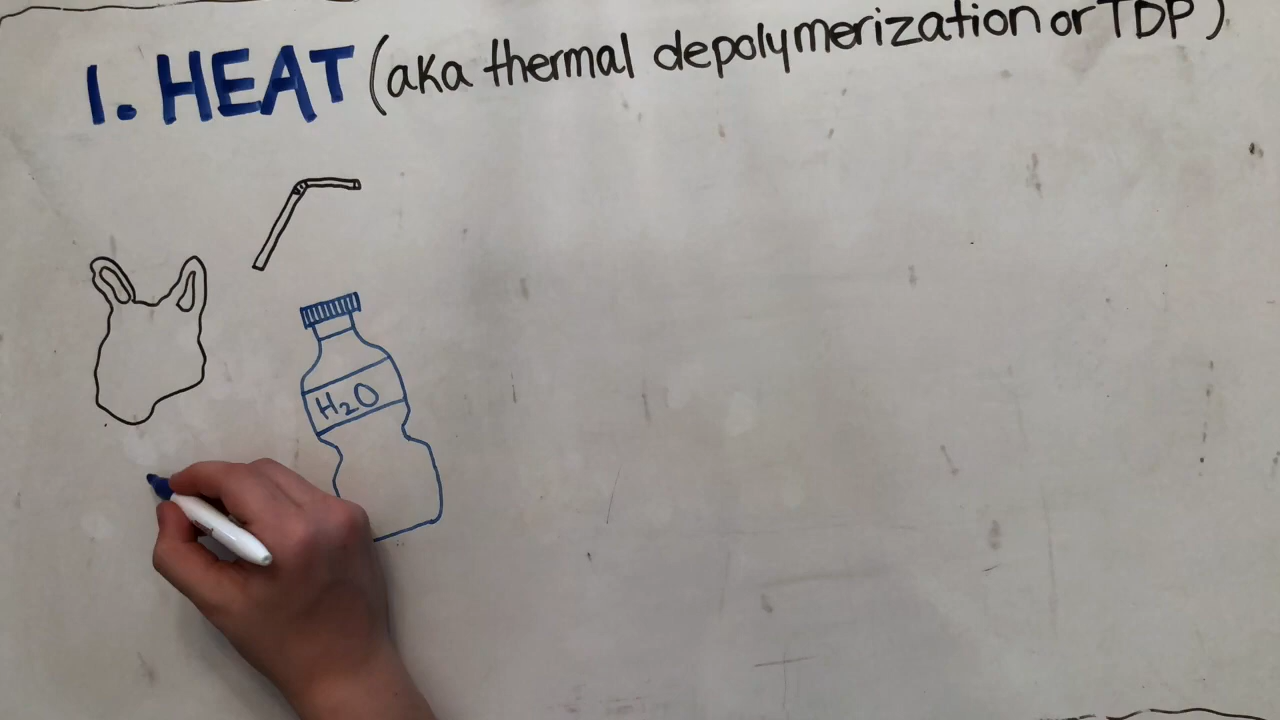 1. HEAT (aka thermal depolymerization or TDP)
H₂O